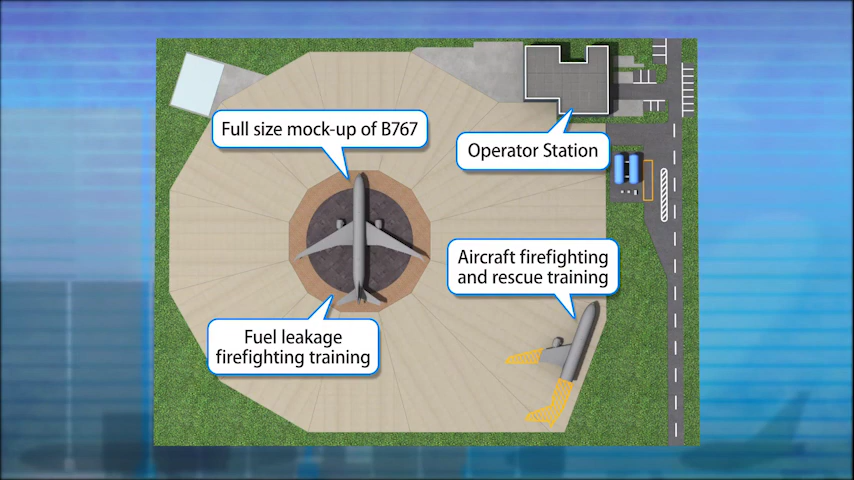 Full size mock-up of B767
Operator Station
Aircraft firefighting
and rescue training
Fuel leakage
firefighting training